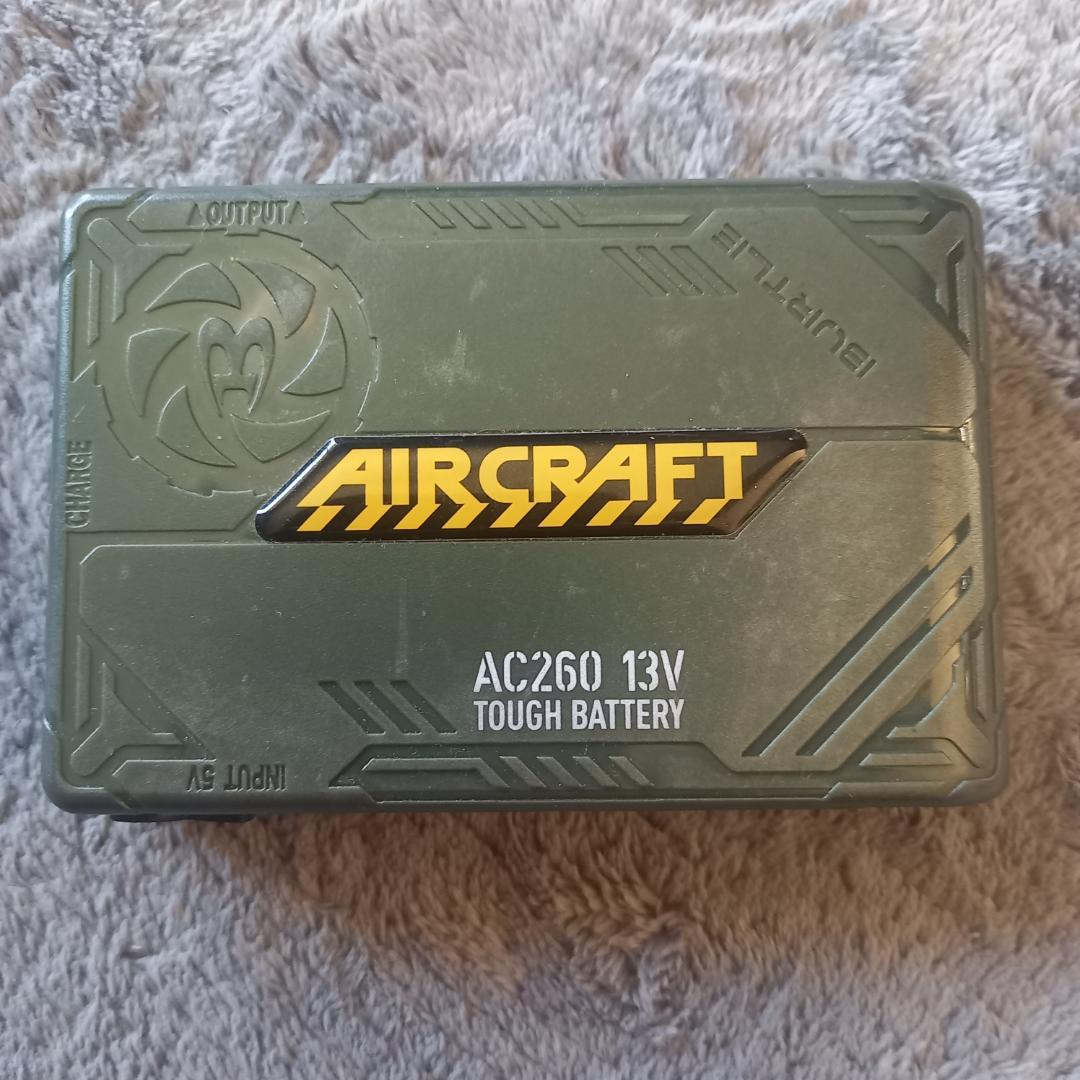 OUTPUT
BURTLE
CHARGE
AIRCRAFT
AC260 13V
TOUGH BATTERY
INPUT 5V